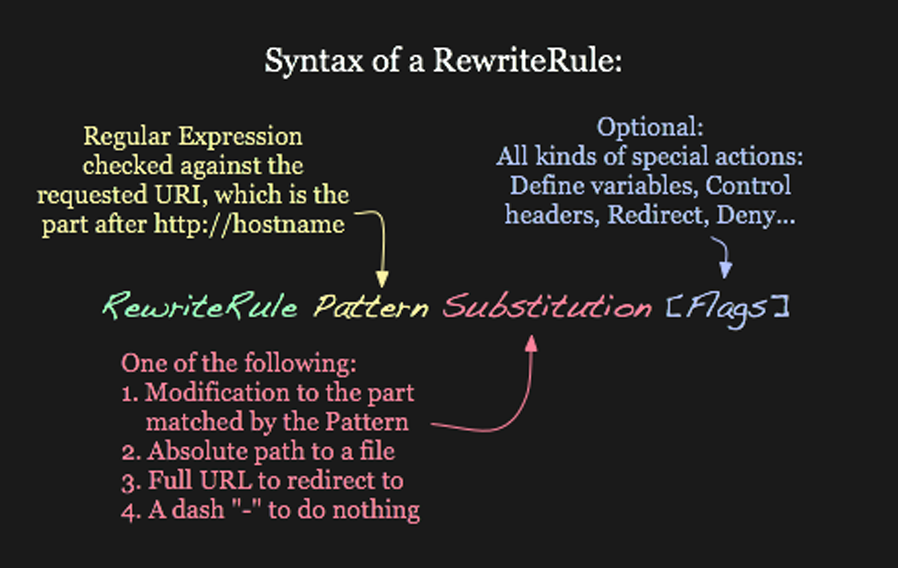 Syntax of a RewriteRule:
Regular Expression
checked against the
requested URI, which is the
part after http://hostname
Optional:
All kinds of special actions:
Define variables, Control
headers, Redirect, Deny...
RewriteRule Pattern Substitution [Flags]
One of the following:
1. Modification to the part
matched by the Pattern
2. Absolute path to a file
3. Full URL to redirect to
4. A dash "-" to do nothing